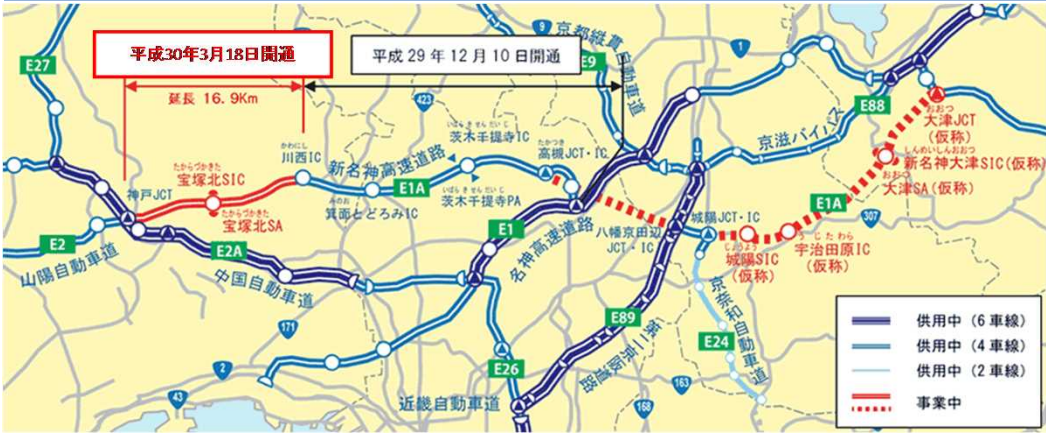 平成30年3月18日開通
平成29年12月10日開通
延長 16.9Km
E27
9
京都縦貫自動車道
E9
1
E88
京滋バイパス
おおつ
大津JCT
(仮称)
しんめいしんおおつ
新名神大津SIC(仮称)
おおつ
大津SA(仮称)
423
いばらきせんだいじ
茨木千提寺IC
たかつき
高槻JCT・IC
かわにし
川西IC
新名神高速道路
E1A
いばらきせんだいじ
茨木千提寺PA
みのお
箕面とどろみIC
たからづかきた
宝塚北SIC
たからづかきた
宝塚北SA
神戸JCT
E2
山陽自動車道
E2A
中国自動車道
E1
名神高速道路
八幡京田辺
JCT・IC
城陽JCT・IC
じょうよう
城陽SIC
(仮称)
うじたわら
宇治田原IC
(仮称)
E1A
307
E89
第二京阪道路
E24
京奈和自動車道
171
2
43
E26
近畿自動車道
163
168
供用中(6車線)
供用中(4車線)
供用中(2車線)
事業中